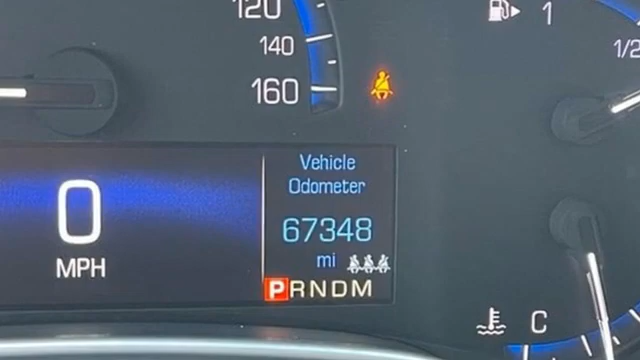 120
140
160
1
1/2
Vehicle
Odometer
67348
mi
0
MPH
PRNDM
C